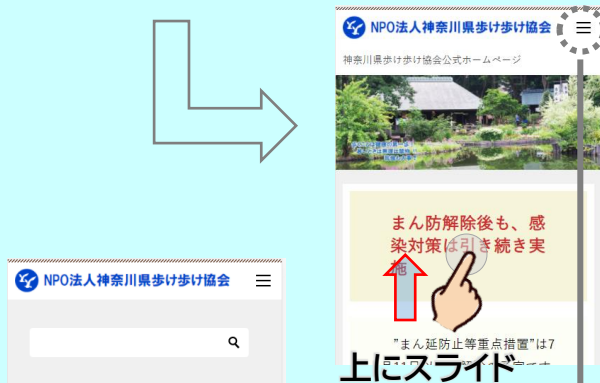 NPO法人神奈川県歩け歩け協会
神奈川県歩け歩け協会公式ホームページ
まん防解除後も、感
染対策は引き続き実
施
”まん延防止等重点措置”は7
上にスライド
NPO法人神奈川県歩け歩け協会